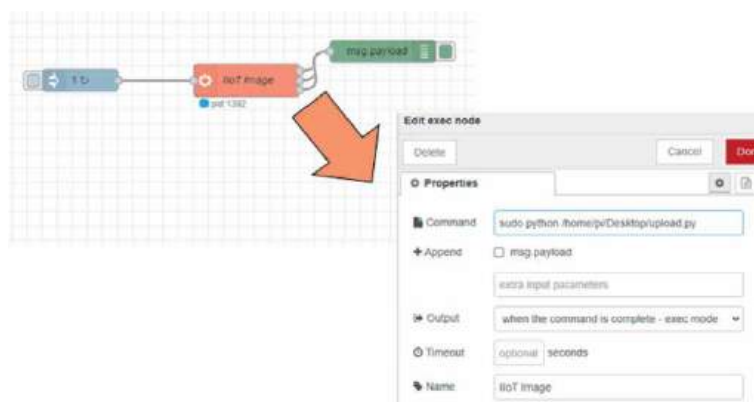 msg.payload
1 ↻
IIoT Image
pid:1392
Edit exec node
Delete
Cancel
Don
Properties
Command
sudo python /home/pi/Desktop/upload.py
Append
msg.payload
extra input parameters
Output
when the command is complete - exec mode
Timeout
optional
seconds
Name
IIoT Image